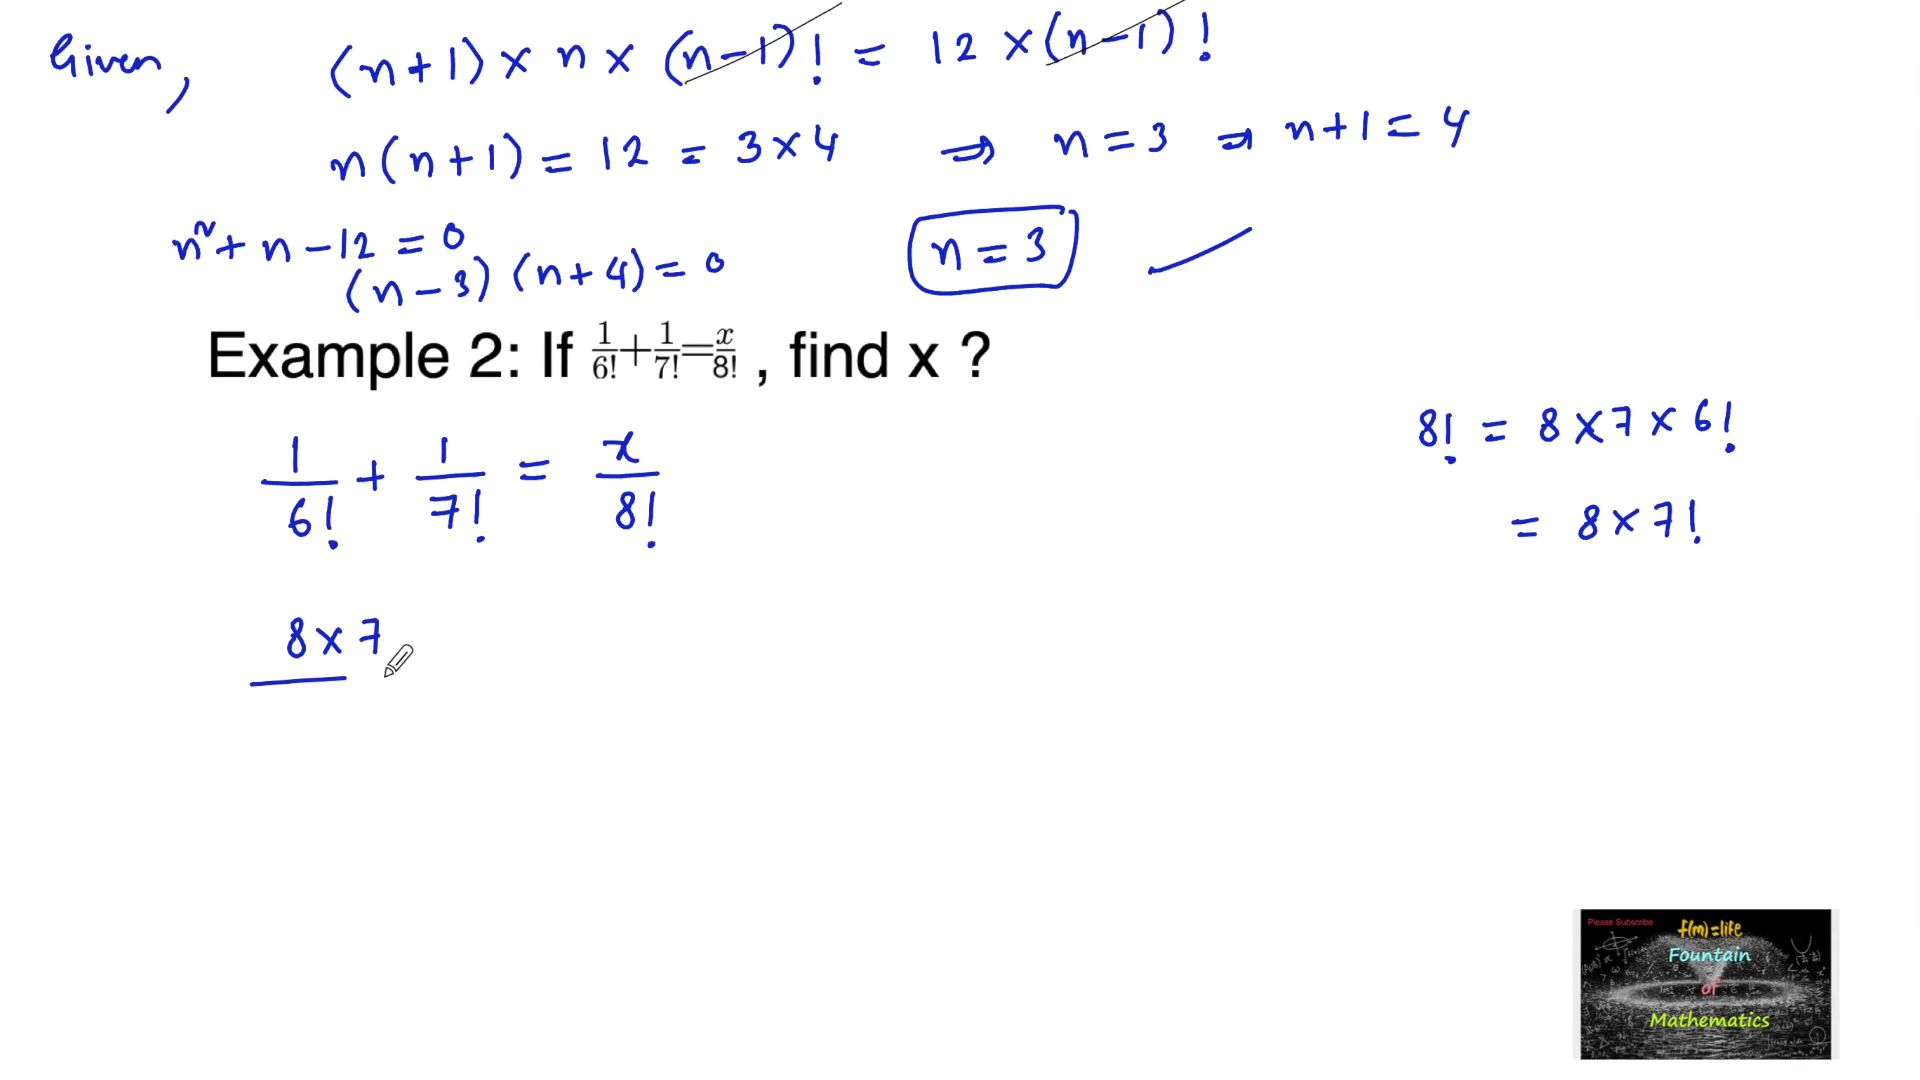 Given, (n+1) × n × (n-1)! = 12 × (n-1)!
n(n+1) = 12 = 3×4 ⇒ n = 3 ⇒ n+1 = 4
n²+ n - 12 = 0
(n-3) (n+4) = 0
n = 3
Example 2: If 1/6!+1/7!=x/8! , find x ?
1/6! + 1/7! = x/8!
8! = 8×7×6!
= 8×7!
8×7
Please Subscribe
f(m)=life
Fountain
of
Mathematics